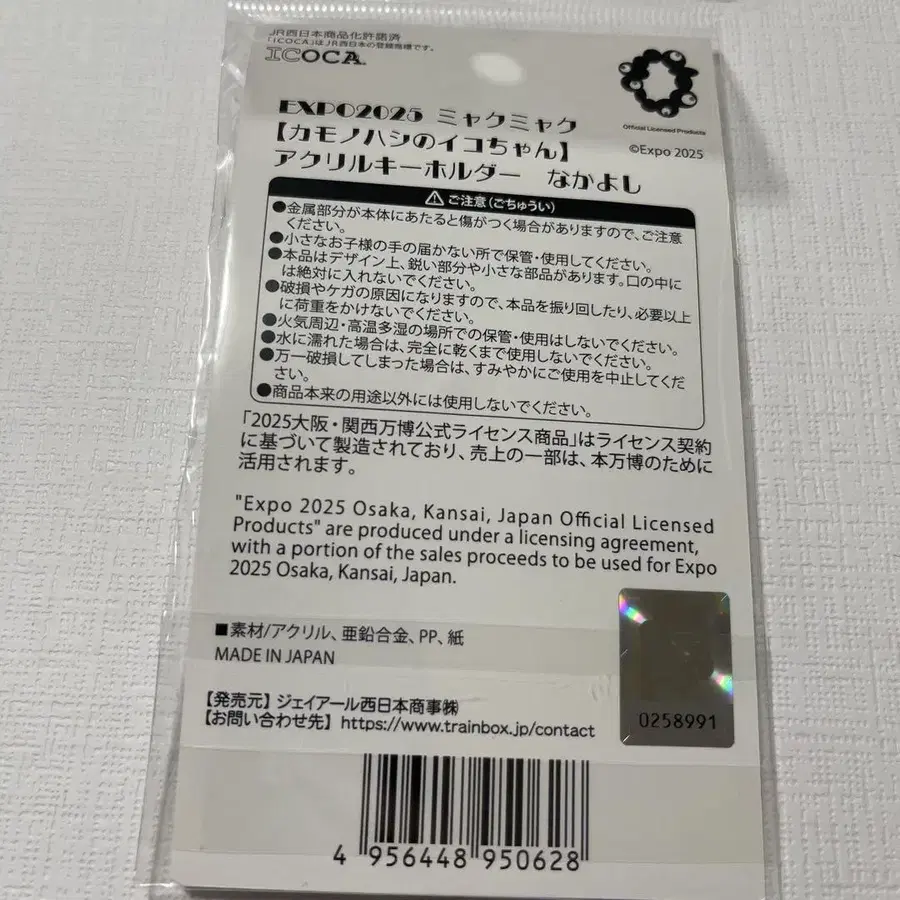 JR西日本商品化許諾済
「ICOCA」はJR西日本の登録商標です。
ICOCA
Official Licensed Products
©Expo 2025
EXPO2025 ミャクミャク
【カモノハシのイコちゃん】
アクリルキーホルダー なかよし
⚠ご注意(ごちゅうい)
●金属部分が本体にあたると傷がつく場合がありますので、ご注意
ください。
●小さなお子様の手の届かない所で保管・使用してください。
●本品はデザイン上、鋭い部分や小さな部品があります。口の中に
は絶対に入れないでください。
●破損やケガの原因になりますので、本品を振り回したり、必要以上
に荷重をかけないでください。
●火気周辺・高温多湿の場所での保管・使用はしないでください。
●水に濡れた場合は、完全に乾くまで使用しないでください。
●万一破損してしまった場合は、すみやかにご使用を中止してくだ
さい。
●商品本来の用途以外には使用しないでください。
「2025大阪・関西万博公式ライセンス商品」はライセンス契約
に基づいて製造されており、売上の一部は、本万博のために
活用されます。
"Expo 2025 Osaka, Kansai, Japan Official Licensed
Products" are produced under a licensing agreement,
with a portion of the sales proceeds to be used for Expo
2025 Osaka, Kansai, Japan.
■素材/アクリル、亜鉛合金、PP、紙
MADE IN JAPAN
【発売元】ジェイアール西日本商事㈱
【お問い合わせ先】https://www.trainbox.jp/contact
0258991
4 956448 950628